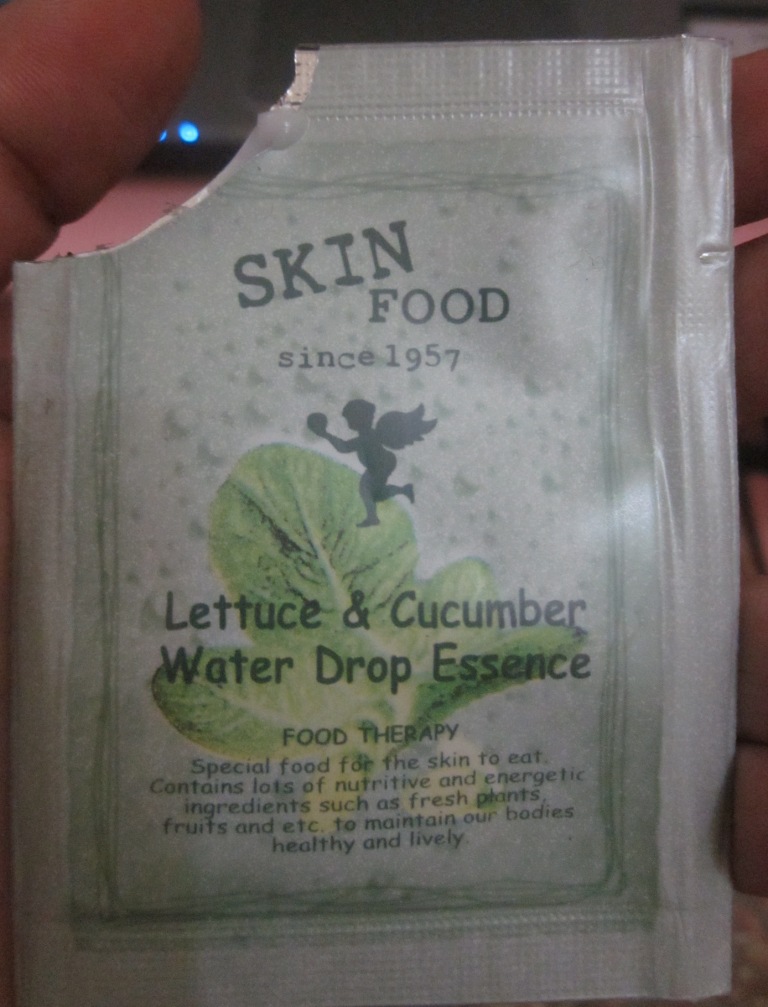 SKIN
FOOD
since 1957
Lettuce & Cucumber
Water Drop Essence
FOOD THERAPY
Special food for the skin to eat.
Contains lots of nutritive and energetic
ingredients such as fresh plants,
fruits and etc. to maintain our bodies
healthy and lively.